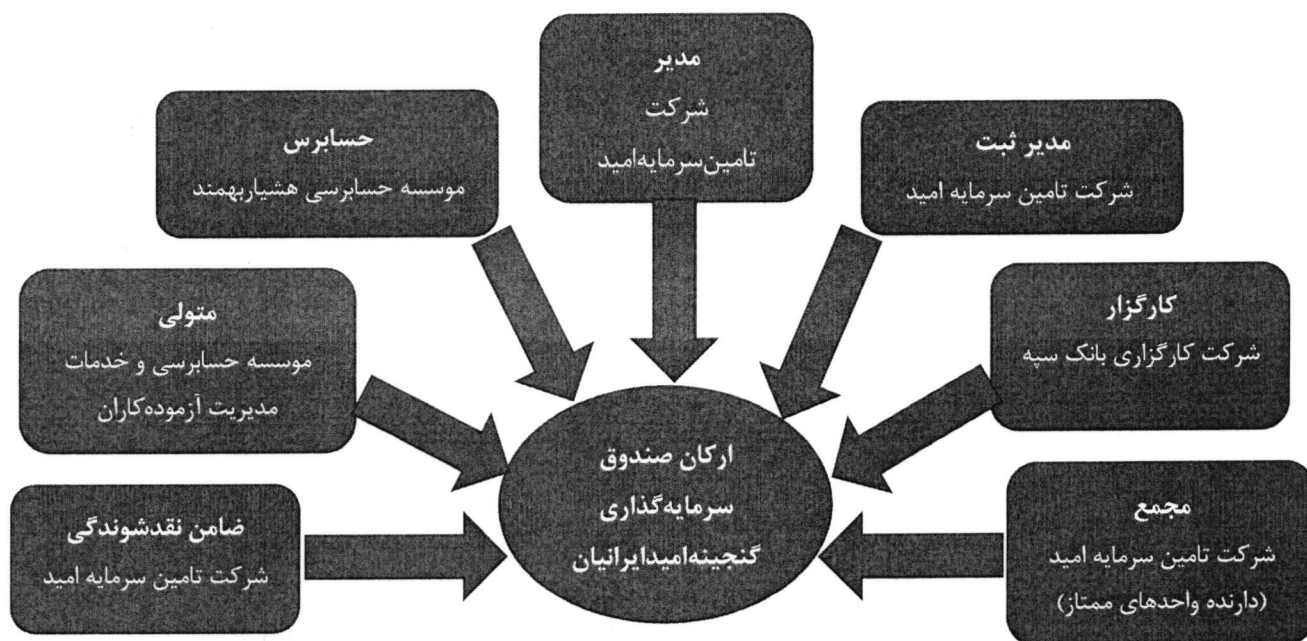 مدیر
شرکت
تامین‌سرمایه‌امید
مدیر ثبت
شرکت تامین سرمایه امید
حسابرس
موسسه حسابرسی هشیاربهمند
کارگزار
شرکت کارگزاری بانک سپه
متولی
موسسه حسابرسی و خدمات
مدیریت آزموده‌کاران
مجمع
شرکت تامین سرمایه امید
(دارنده واحدهای ممتاز)
ضامن نقدشوندگی
شرکت تامین سرمایه امید
ارکان صندوق
سرمایه‌گذاری
گنجینه‌امیدایرانیان